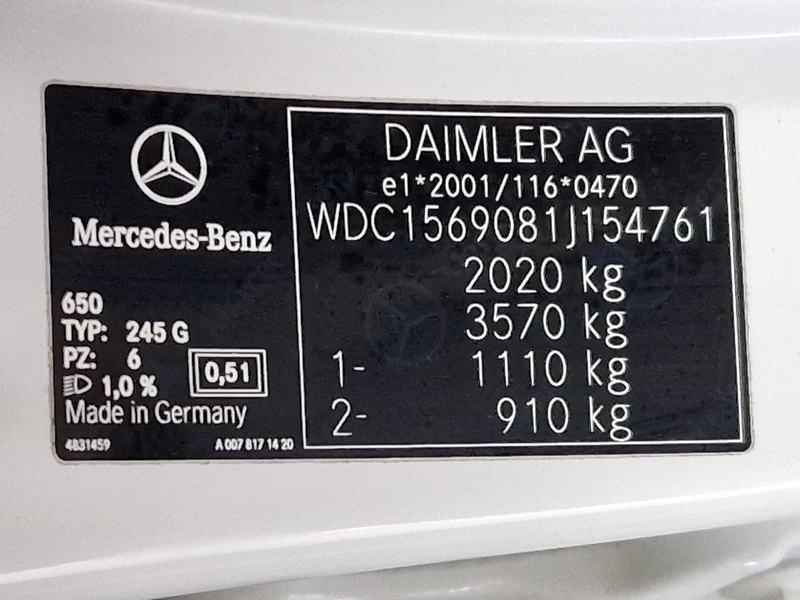 Mercedes-Benz
650
TYP: 245 G
PZ: 6
1,0 %
0,51
Made in Germany
4831459 A 007 817 14 20
DAIMLER AG
e1*2001/116*0470
WDC1569081J154761
2020 kg
3570 kg
1- 1110 kg
2- 910 kg